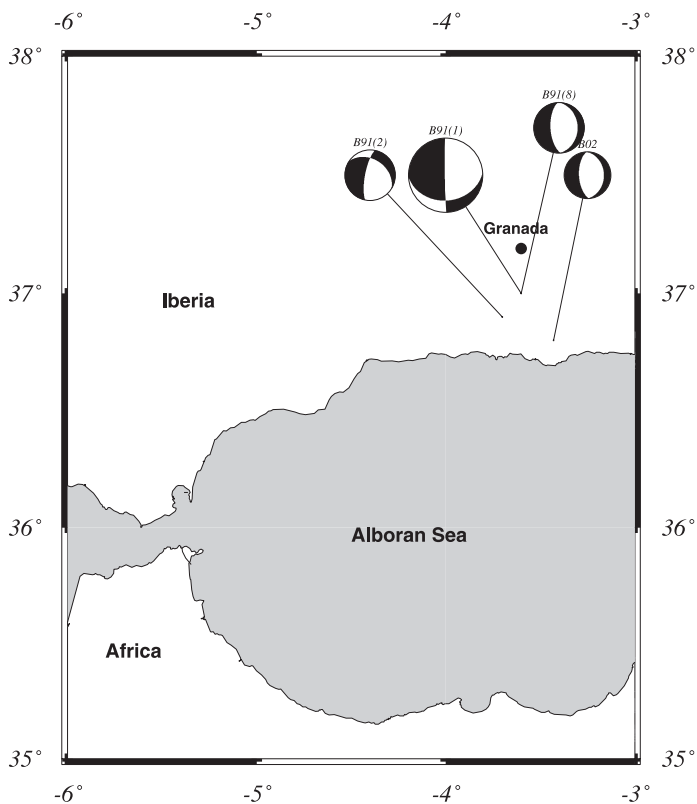 -6° -5° -4° -3°
38° 38°
B91(8)
B91(1)
B91(2) B02
Granada
37° 37°
Iberia
36° 36°
Alboran Sea
Africa
35° 35°
-6° -5° -4° -3°